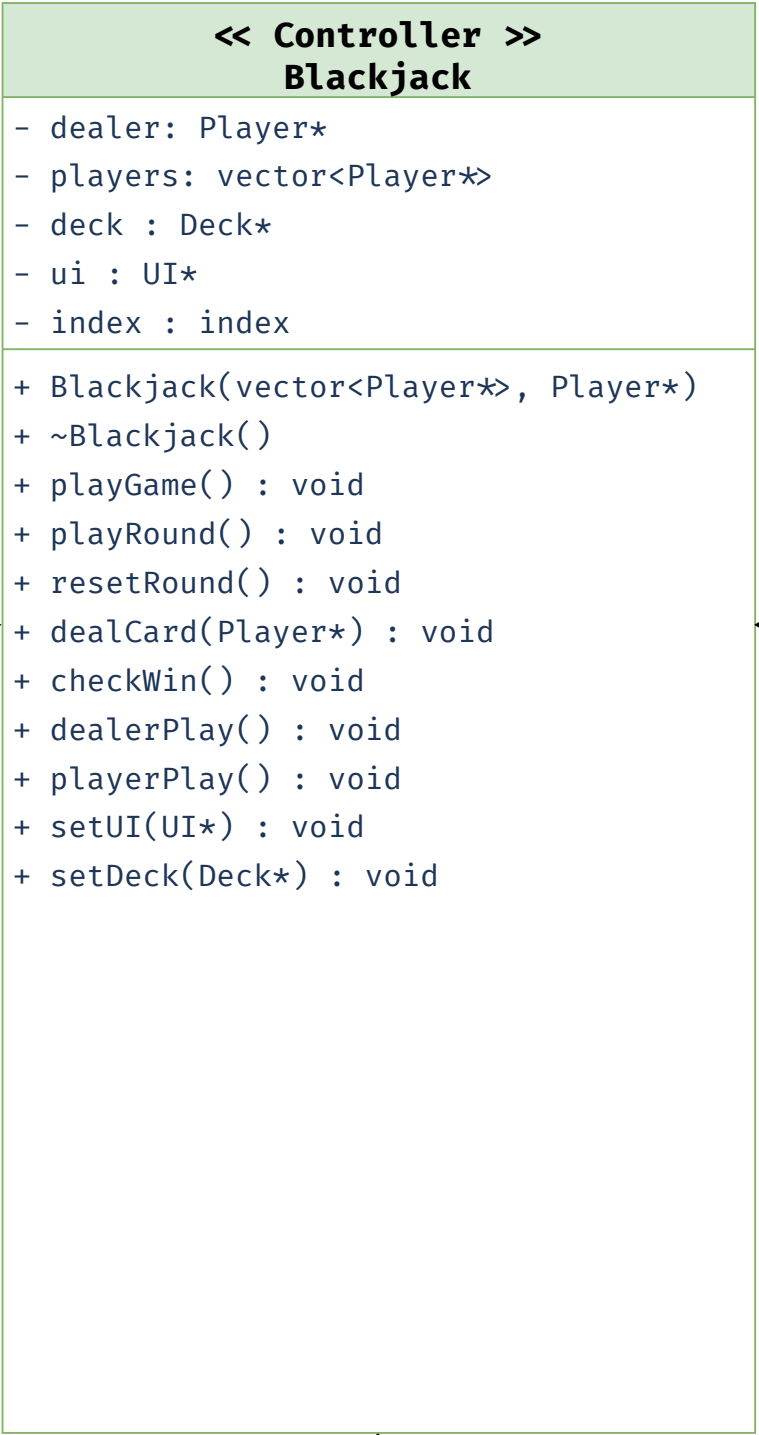 << Controller >>
Blackjack
- dealer: Player*
- players: vector<Player*>
- deck : Deck*
- ui : UI*
- index : index
+ Blackjack(vector<Player*>, Player*)
+ ~Blackjack()
+ playGame() : void
+ playRound() : void
+ resetRound() : void
+ dealCard(Player*) : void
+ checkWin() : void
+ dealerPlay() : void
+ playerPlay() : void
+ setUI(UI*) : void
+ setDeck(Deck*) : void